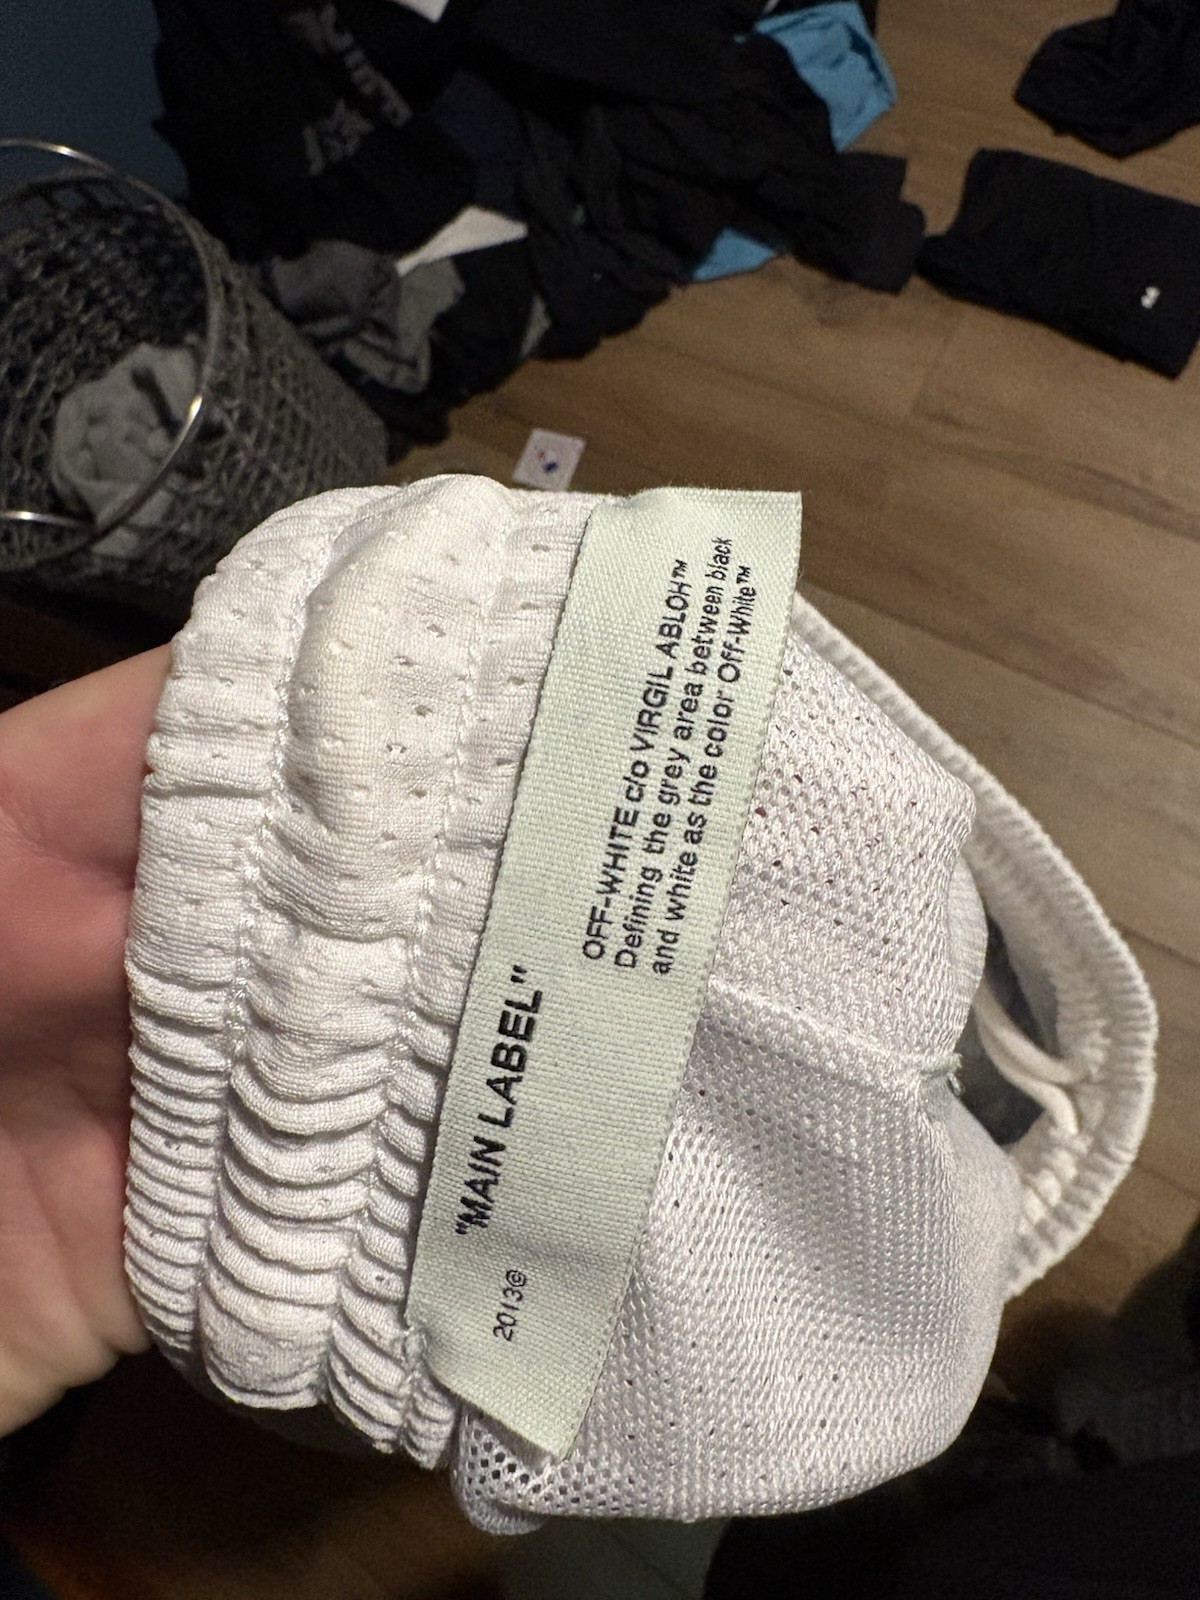 OFF-WHITE c/o VIRGIL ABLOH™
Defining the grey area between black
and white as the color Off-White™
"MAIN LABEL"
2013©